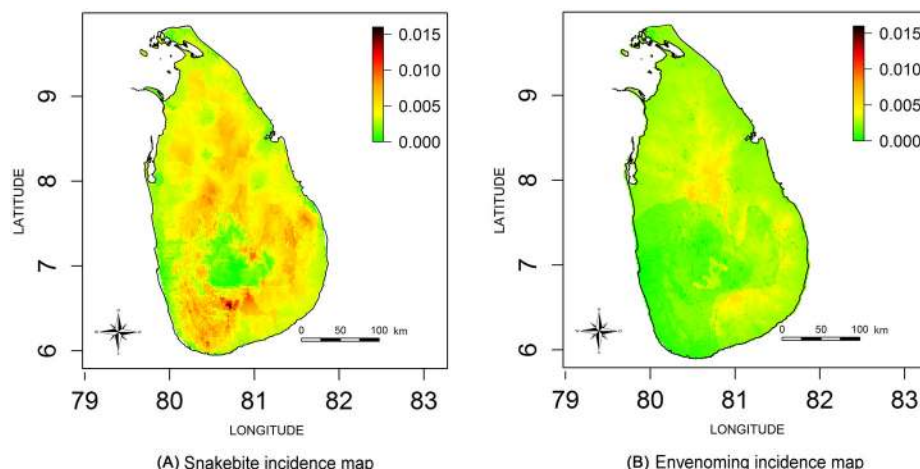 0.015
0.010
0.005
0.000
9
8
7
6
LATITUDE
0 50 100 km
79 80 81 82 83
LONGITUDE
(A) Snakebite incidence map
0.015
0.010
0.005
0.000
9
8
7
6
LATITUDE
0 50 100 km
79 80 81 82 83
LONGITUDE
(B) Envenoming incidence map